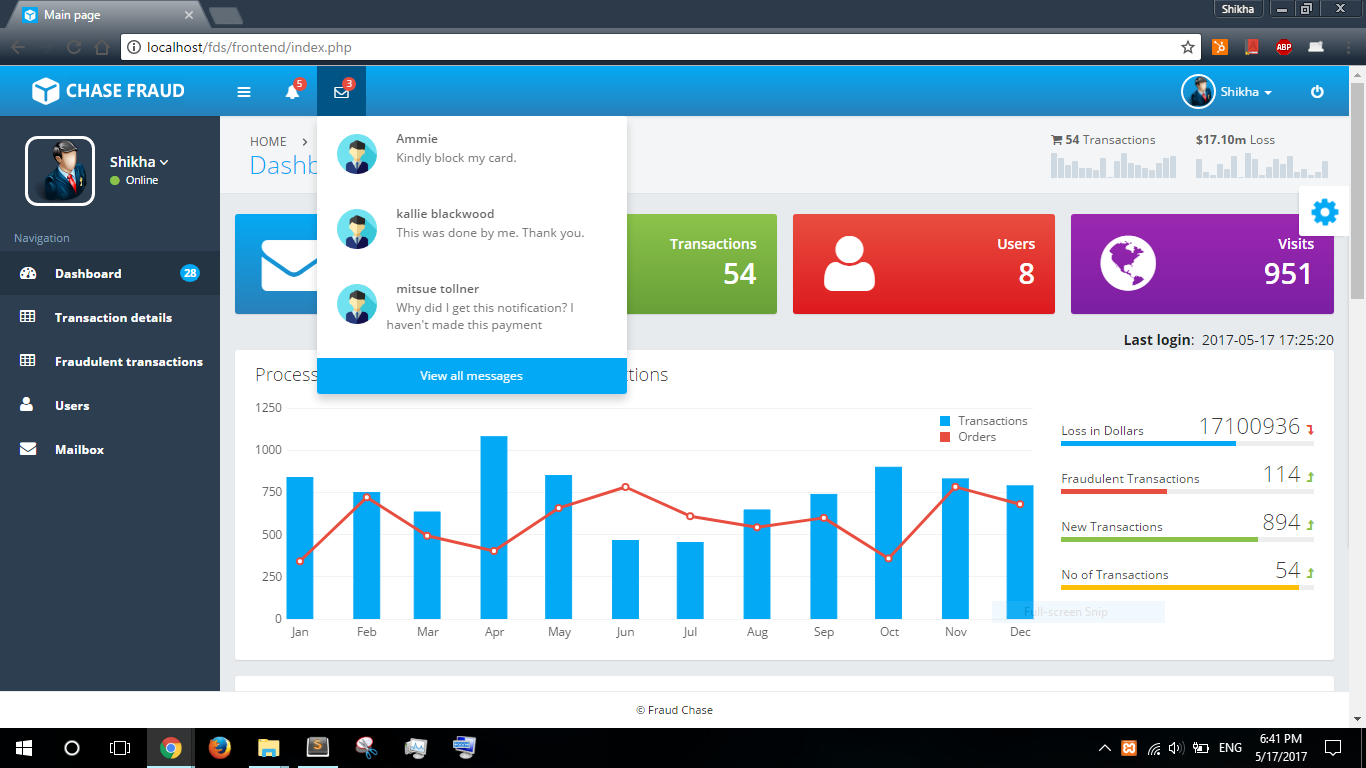 Main page
Shikha
localhost/fds/frontend/index.php
ABP
CHASE FRAUD
5
3
Shikha
Shikha
Online
Navigation
Dashboard 28
Transaction details
Fraudulent transactions
Users
Mailbox
HOME
Dashb
54 Transactions
$17.10m Loss
Ammie
Kindly block my card.
kallie blackwood
This was done by me. Thank you.
mitsue tollner
Why did I get this notification? I
haven't made this payment
View all messages
Transactions
54
Users
8
Visits
951
Last login: 2017-05-17 17:25:20
Process
ctions
1250
1000
750
500
250
0
Jan Feb Mar Apr May Jun Jul Aug Sep Oct Nov Dec
Transactions
Orders
Loss in Dollars 17100936
Fraudulent Transactions 114
New Transactions 894
No of Transactions 54
Full-screen Snip
© Fraud Chase
ENG
6:41 PM
5/17/2017